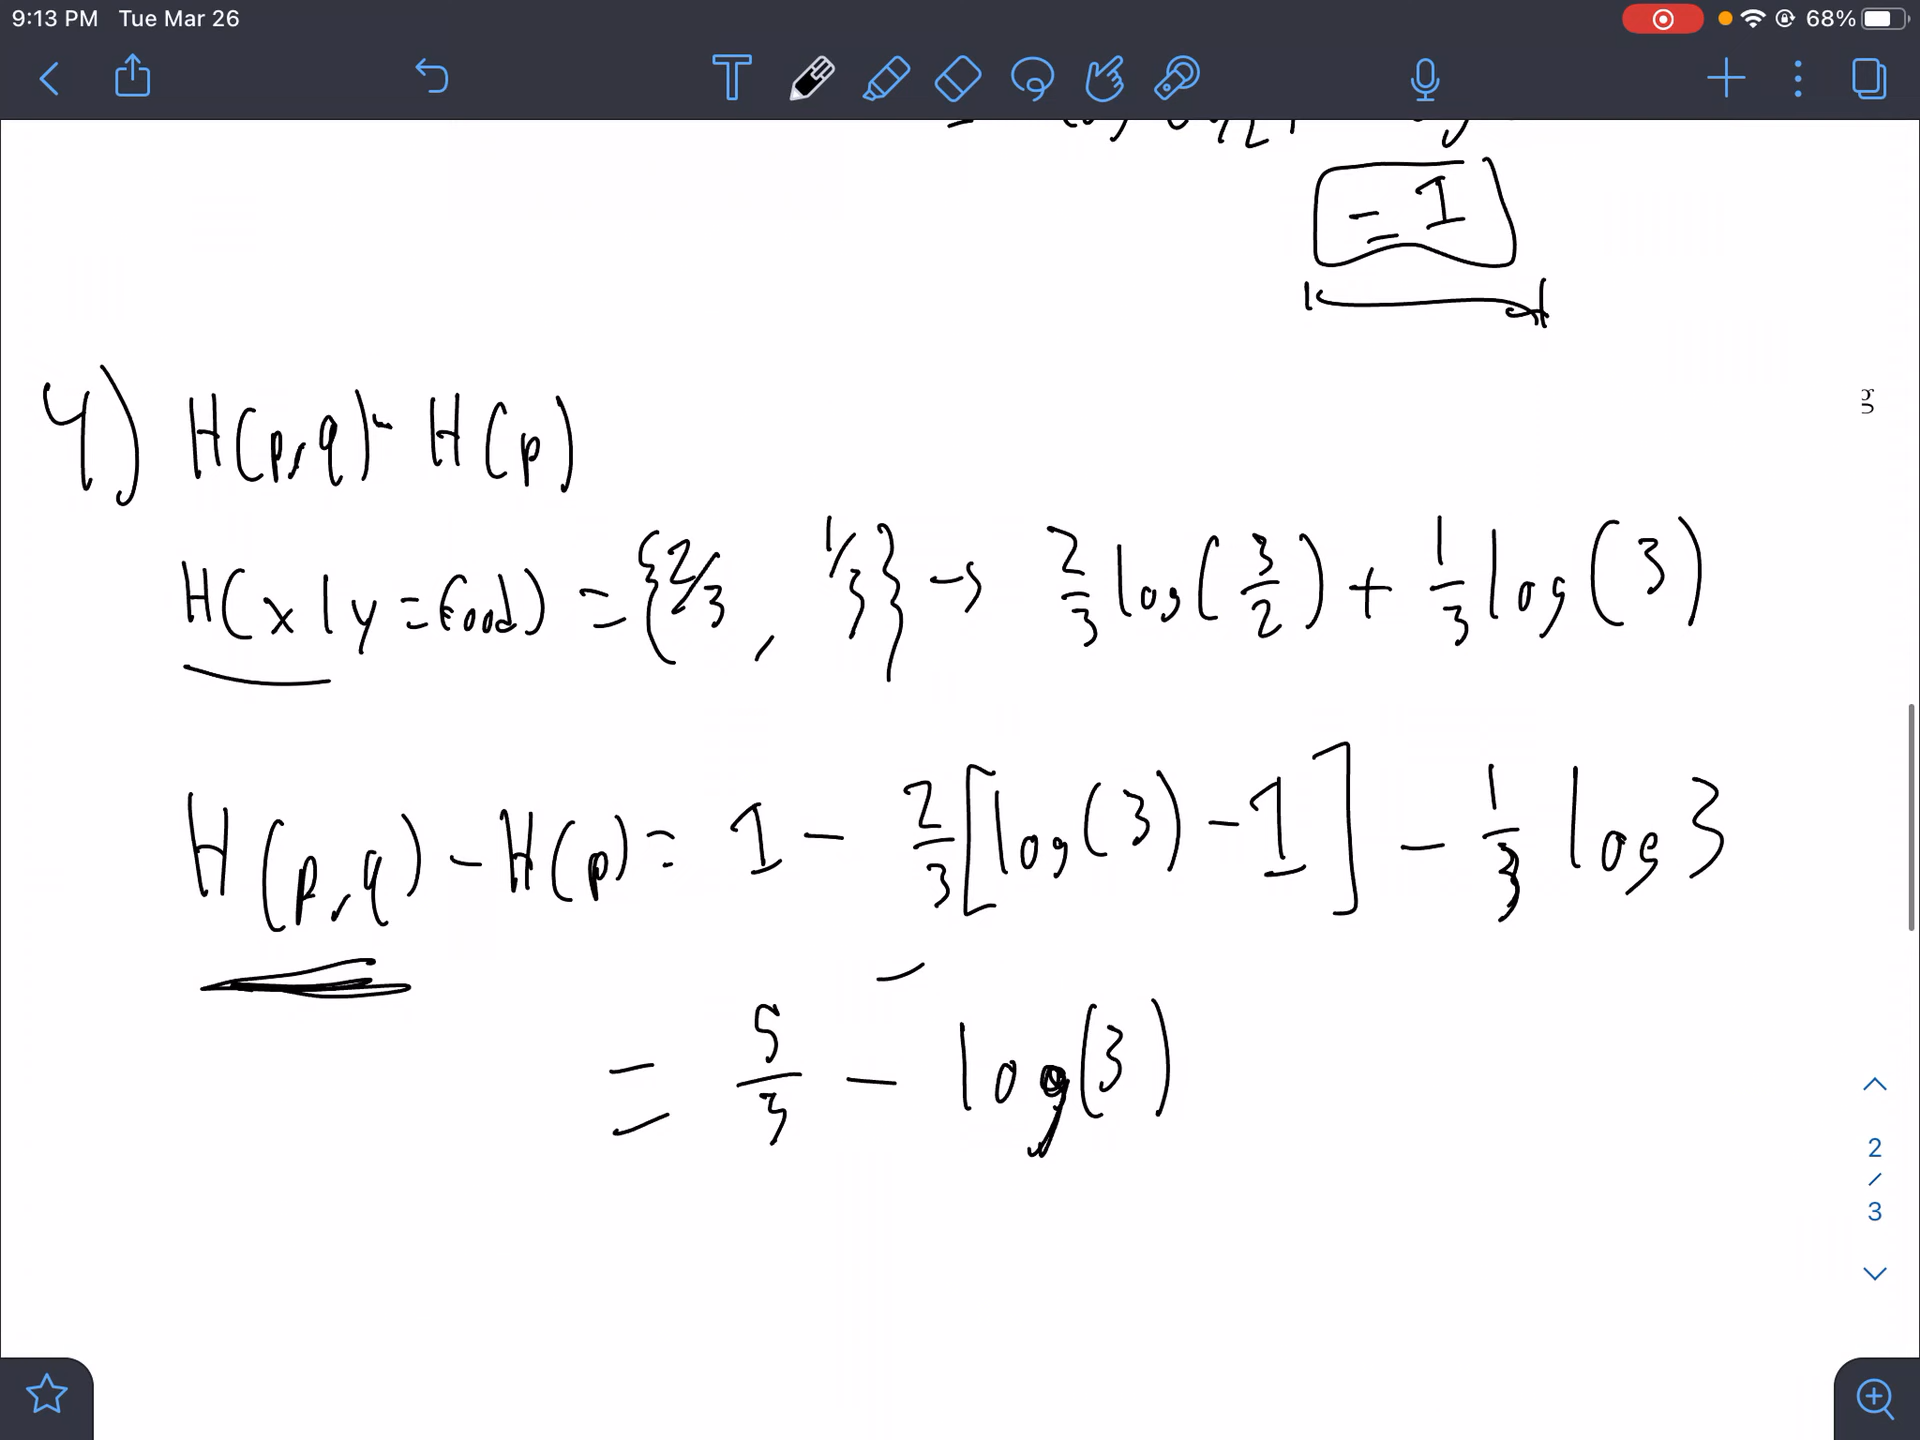 9:13 PM Tue Mar 26 68%
= 1
4) H(p,q) - H(p)
H(x|y=Good) = {2/3, 1/3} → 2/3 log(3/2) + 1/3 log(3)
H(p,q) - H(p) = 1 - 2/3 [log(3) - 1] - 1/3 log 3
= 5/3 - log(3)
g
2
/
3